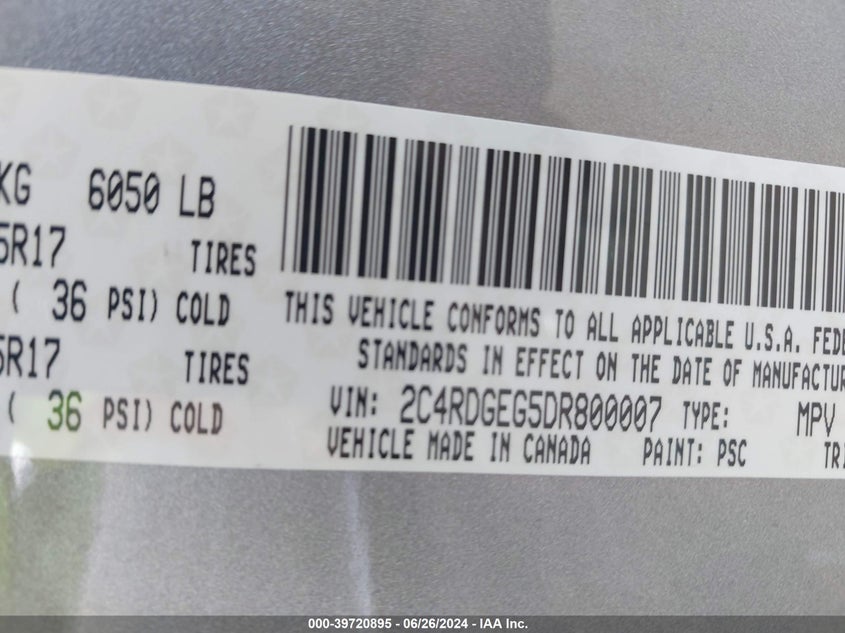 KG 6050 LB
5R17 TIRES
( 36 PSI) COLD
5R17 TIRES
( 36 PSI) COLD
THIS VEHICLE CONFORMS TO ALL APPLICABLE U.S.A. FEDE
STANDARDS IN EFFECT ON THE DATE OF MANUFACTUR
VIN: 2C4RDGEG5DR800007 TYPE: MPV
VEHICLE MADE IN CANADA PAINT: PSC TRI
000-39720895 - 06/26/2024 - IAA Inc.